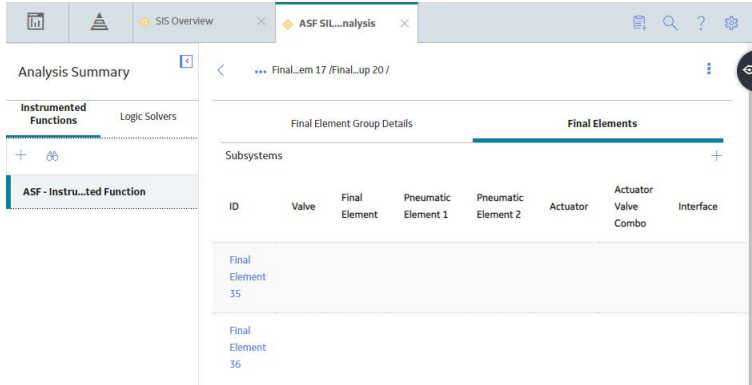 SIS Overview
ASF SIL...nalysis
?
Analysis Summary
... Final...em 17 /Final...up 20 /
Instrumented
Functions
Logic Solvers
Final Element Group Details
Final Elements
Subsystems
ASF - Instru...ted Function
ID
Valve
Final
Element
Pneumatic
Element 1
Pneumatic
Element 2
Actuator
Actuator
Valve
Combo
Interface
Final
Element
35
Final
Element
36